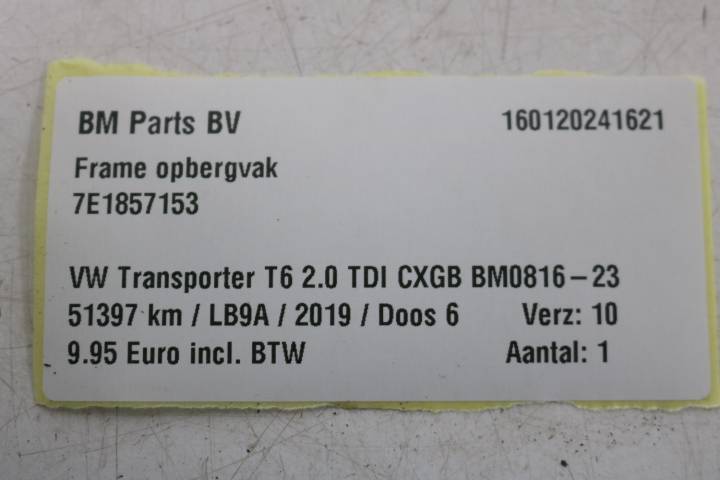 BM Parts BV 160120241621
Frame opbergvak
7E1857153
VW Transporter T6 2.0 TDI CXGB BM0816-23
51397 km / LB9A / 2019 / Doos 6 Verz: 10
9.95 Euro incl. BTW Aantal: 1